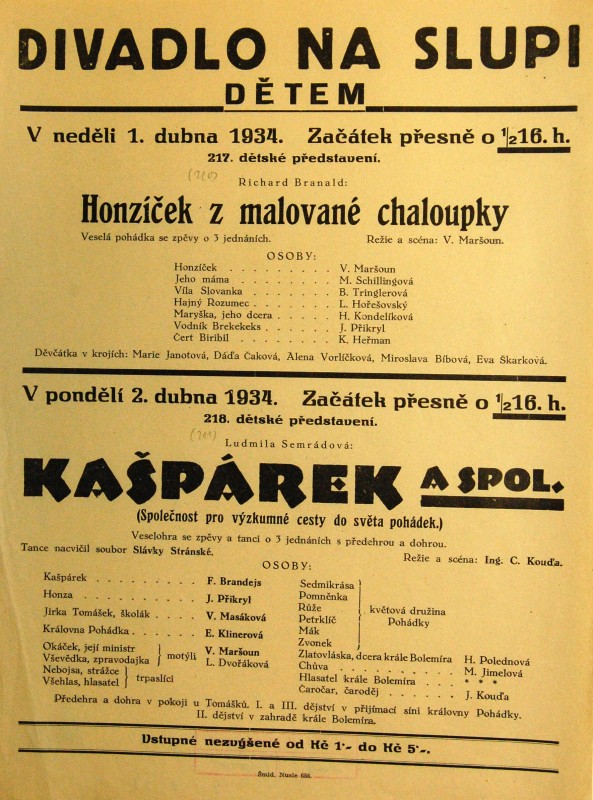 DIVADLO NA SLUPI
DĚTEM
V neděli 1. dubna 1934. Začátek přesně o 1/2 16. h.
217. dětské představení.
(210)
Richard Branald:
Honzíček z malované chaloupky
Veselá pohádka se zpěvy o 3 jednáních. Režie a scéna: V. Maršoun.
OSOBY:
Honzíček . . . . . . . . . V. Maršoun
Jeho máma . . . . . . . . M. Schillingová
Víla Slovanka . . . . . . . B. Tringlerová
Hajný Rozumec . . . . . . . L. Hořešovský
Maryška, jeho dcera . . . . . H. Kondelíková
Vodník Brekekeks . . . . . . J. Přikryl
Čert Biribil . . . . . . . . K. Heřman
Děvčátka v krojích: Marie Janotová, Dáďa Čaková, Alena Vorlíčková, Miroslava Bíbová, Eva Škarková.
V pondělí 2. dubna 1934. Začátek přesně o 1/2 16. h.
218. dětské představení.
(211)
Ludmila Semrádová:
KAŠPÁREK A SPOL.
(Společnost pro výzkumné cesty do světa pohádek.)
Veselohra se zpěvy a tanci o 3 jednáních s předehrou a dohrou.
Tance nacvičil soubor Slávky Stránské. Režie a scéna: Ing. C. Kouďa.
OSOBY:
Kašpárek . . . . . . . . F. Brandejs
Honza . . . . . . . . . J. Přikryl
Jirka Tomášek, školák . . . . V. Masáková
Královna Pohádka . . . . . E. Klinerová
Okáček, její ministr } motýli V. Maršoun
Vševědka, zpravodajka } motýli L. Dvořáková
Nebojsa, strážce } trpaslíci
Všehlas, hlasatel } trpaslíci
Sedmikrása
Pomněnka
Růže } květová družina
Petrklíč } Pohádky
Mák
Zvonek
Zlatovláska, dcera krále Bolemíra H. Polednová
Chůva . . . . . . . . . M. Jimelová
Hlasatel krále Bolemíra . . . * * *
Čaročar, čaroděj . . . . . . J. Kouďa
Předehra a dohra v pokoji u Tomášků. I. a III. dějství v přijímací síni královny Pohádky.
II. dějství v zahradě krále Bolemíra.
Vstupné nezvýšené od Kč 1·- do Kč 5·-.
Šmíd, Nusle 686.